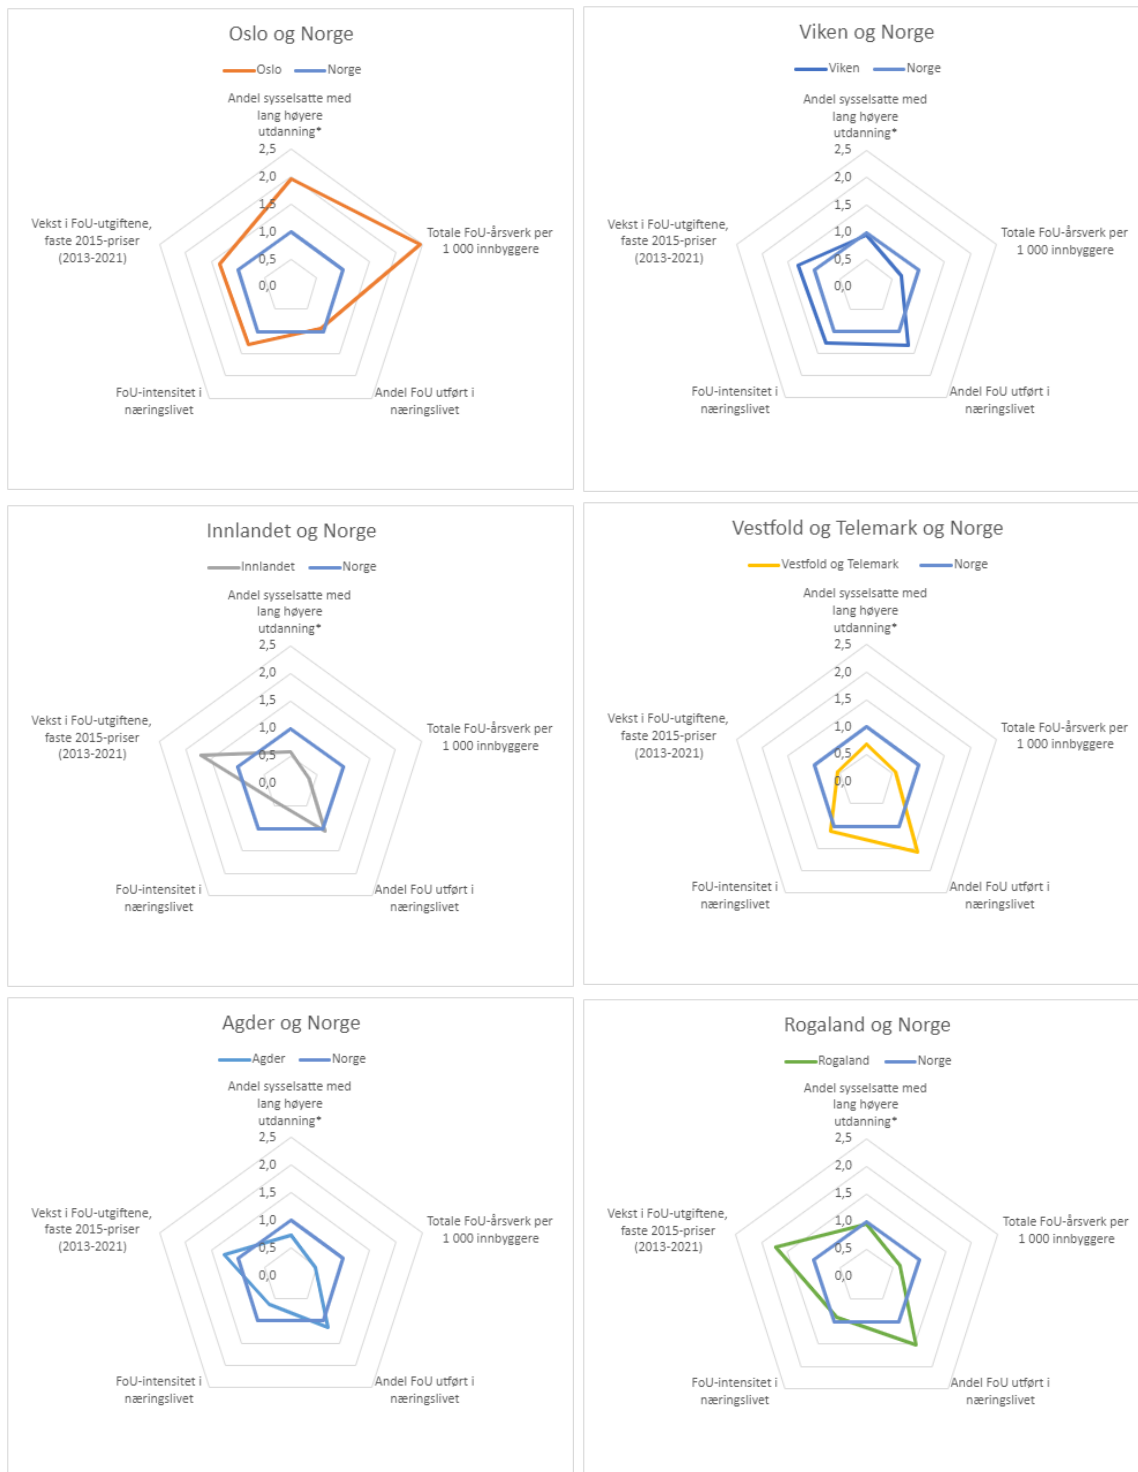 Oslo og Norge
Oslo
Norge
Andel sysselsatte med
lang høyere
utdanning*
2,5
2,0
1,5
1,0
0,5
0,0
Totale FoU-årsverk per
1 000 innbyggere
Andel FoU utført i
næringslivet
FoU-intensitet i
næringslivet
Vekst i FoU-utgiftene,
faste 2015-priser
(2013-2021)
Viken og Norge
Viken
Norge
Andel sysselsatte med
lang høyere
utdanning*
2,5
2,0
1,5
1,0
0,5
0,0
Totale FoU-årsverk per
1 000 innbyggere
Andel FoU utført i
næringslivet
FoU-intensitet i
næringslivet
Vekst i FoU-utgiftene,
faste 2015-priser
(2013-2021)
Innlandet og Norge
Innlandet
Norge
Andel sysselsatte med
lang høyere
utdanning*
2,5
2,0
1,5
1,0
0,5
0,0
Totale FoU-årsverk per
1 000 innbyggere
Andel FoU utført i
næringslivet
FoU-intensitet i
næringslivet
Vekst i FoU-utgiftene,
faste 2015-priser
(2013-2021)
Vestfold og Telemark og Norge
Vestfold og Telemark
Norge
Andel sysselsatte med
lang høyere
utdanning*
2,5
2,0
1,5
1,0
0,5
0,0
Totale FoU-årsverk per
1 000 innbyggere
Andel FoU utført i
næringslivet
FoU-intensitet i
næringslivet
Vekst i FoU-utgiftene,
faste 2015-priser
(2013-2021)
Agder og Norge
Agder
Norge
Andel sysselsatte med
lang høyere
utdanning*
2,5
2,0
1,5
1,0
0,5
0,0
Totale FoU-årsverk per
1 000 innbyggere
Andel FoU utført i
næringslivet
FoU-intensitet i
næringslivet
Vekst i FoU-utgiftene,
faste 2015-priser
(2013-2021)
Rogaland og Norge
Rogaland
Norge
Andel sysselsatte med
lang høyere
utdanning*
2,5
2,0
1,5
1,0
0,5
0,0
Totale FoU-årsverk per
1 000 innbyggere
Andel FoU utført i
næringslivet
FoU-intensitet i
næringslivet
Vekst i FoU-utgiftene,
faste 2015-priser
(2013-2021)